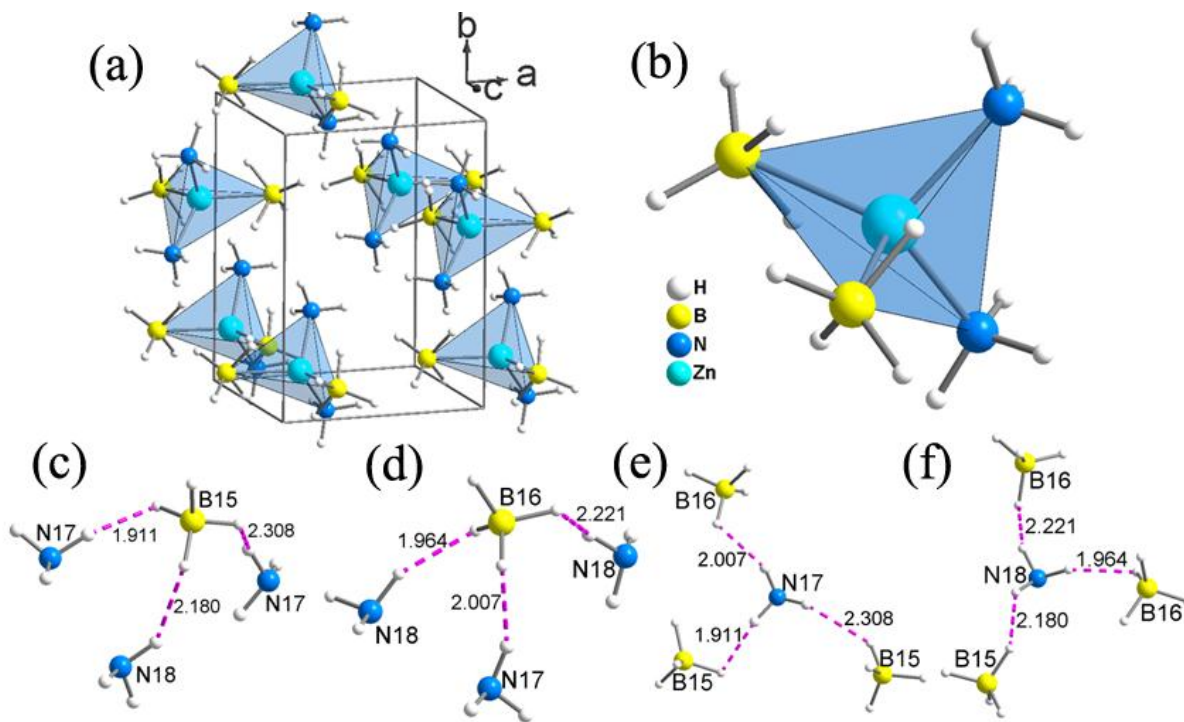 (a)
b
a
c
(b)
H
B
N
Zn
(c)
B15
N17
1.911
2.308
N17
2.180
N18
(d)
B16
2.221
1.964
N18
N18
2.007
N17
(e)
B16
2.007
N17
2.308
1.911
B15
B15
(f)
B16
2.221
1.964
N18
B16
2.180
B15